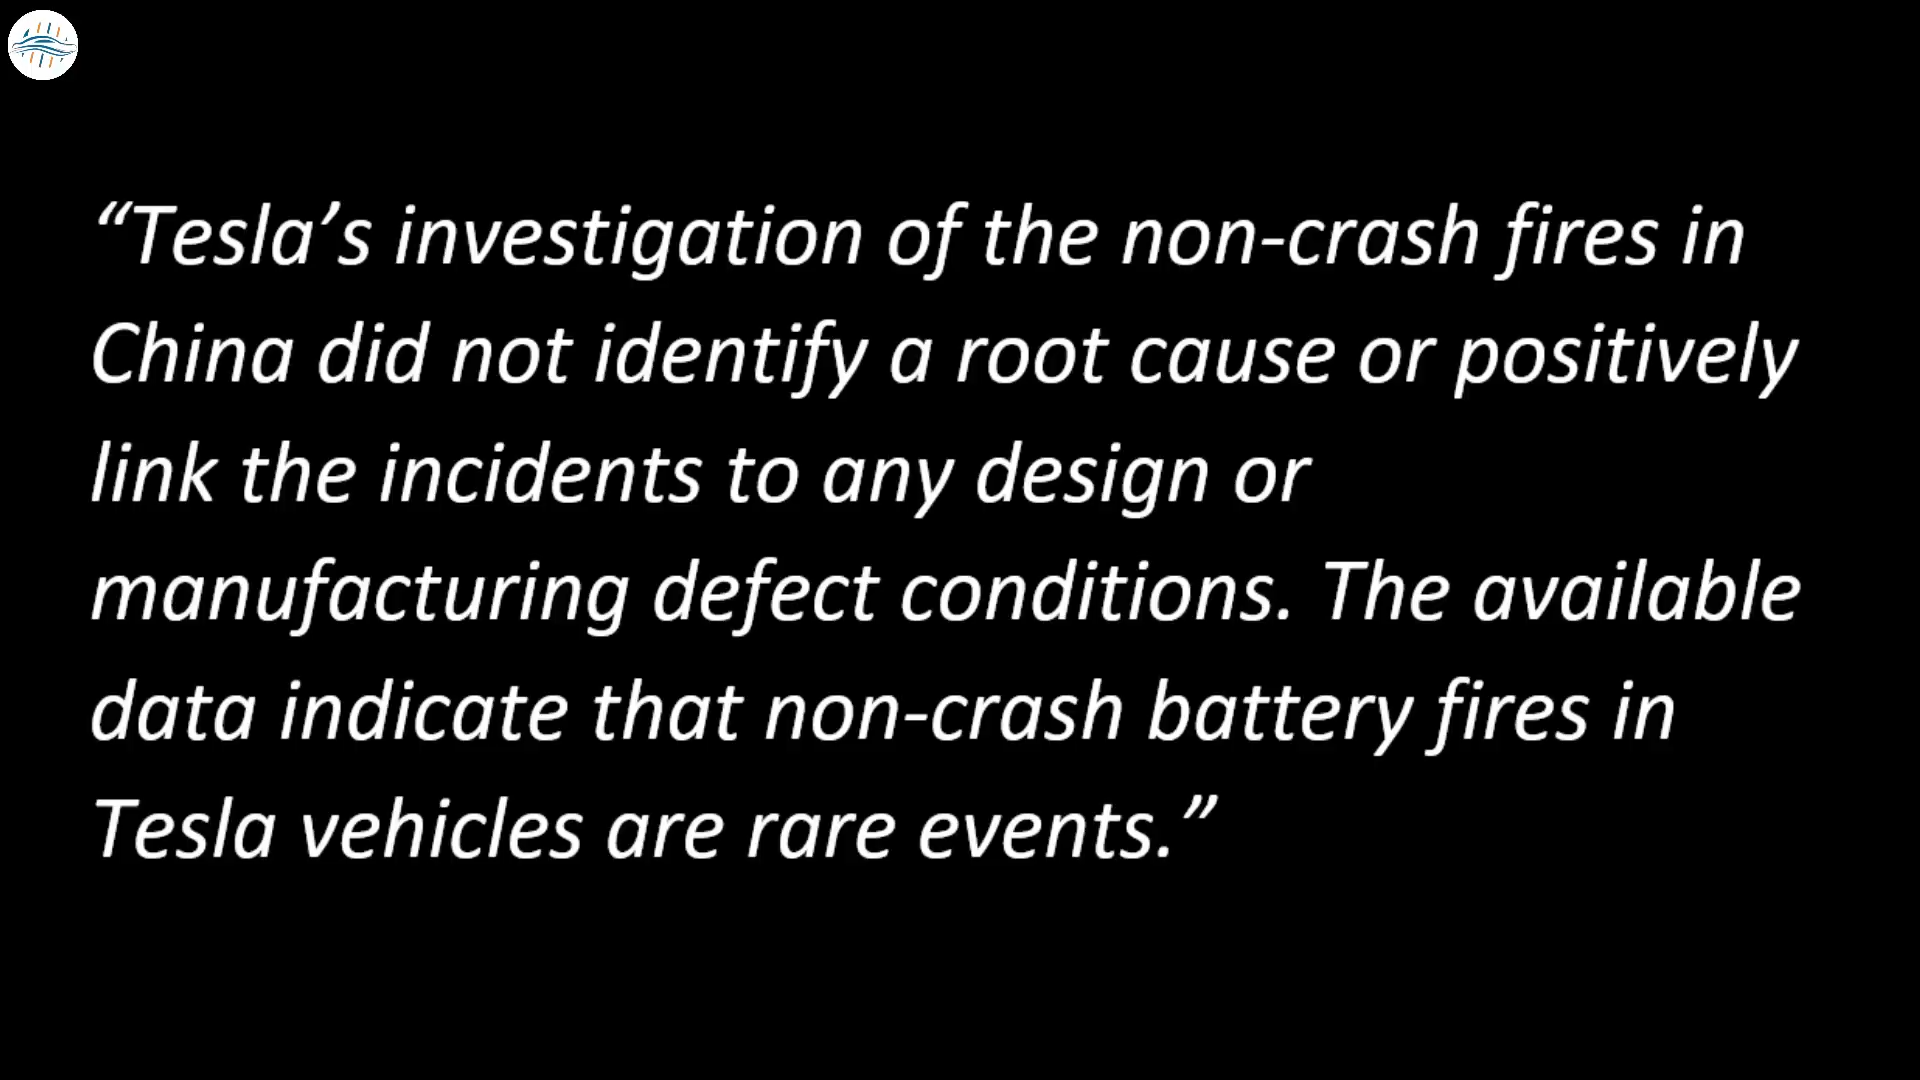 “Tesla’s investigation of the non-crash fires in
China did not identify a root cause or positively
link the incidents to any design or
manufacturing defect conditions. The available
data indicate that non-crash battery fires in
Tesla vehicles are rare events.”